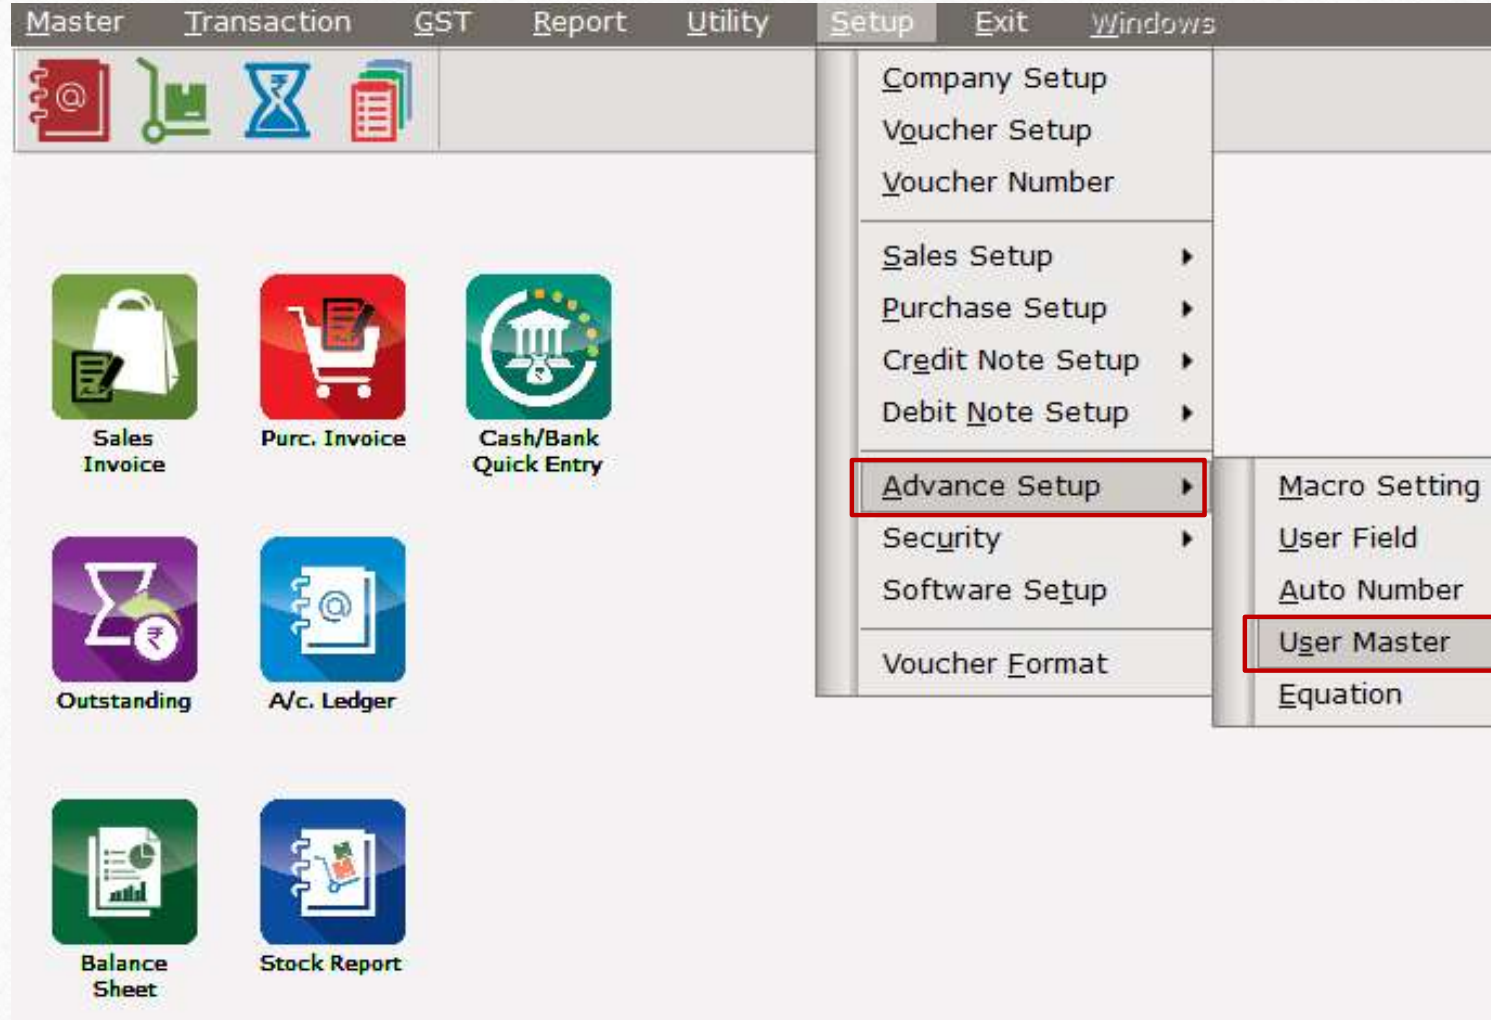 Master Transaction GST Report Utility Setup Exit Windows
Company Setup
Voucher Setup
Voucher Number
Sales Setup
Purchase Setup
Credit Note Setup
Debit Note Setup
Advance Setup
Security
Software Setup
Voucher Format
Macro Setting
User Field
Auto Number
User Master
Equation
Sales
Invoice
Purc. Invoice
Cash/Bank
Quick Entry
Outstanding
A/c. Ledger
Balance
Sheet
Stock Report